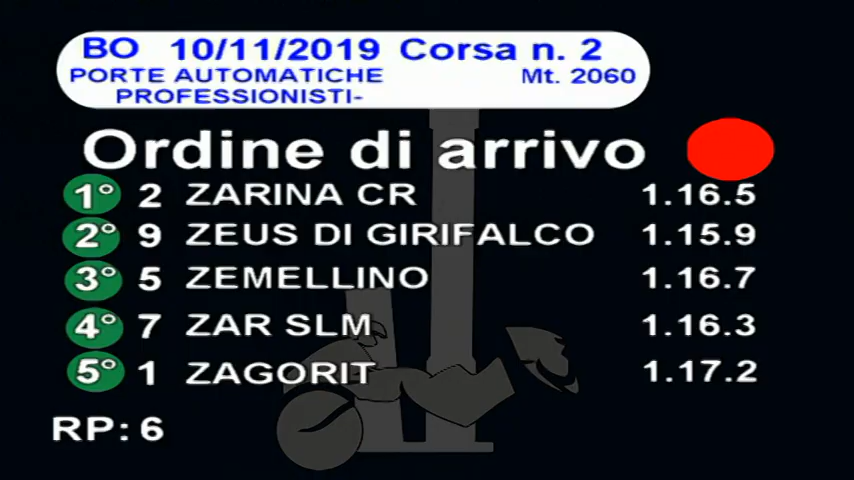 BO 10/11/2019 Corsa n. 2
PORTE AUTOMATICHE Mt. 2060
PROFESSIONISTI-
Ordine di arrivo
1° 2 ZARINA CR 1.16.5
2° 9 ZEUS DI GIRIFALCO 1.15.9
3° 5 ZEMELLINO 1.16.7
4° 7 ZAR SLM 1.16.3
5° 1 ZAGORIT 1.17.2
RP: 6